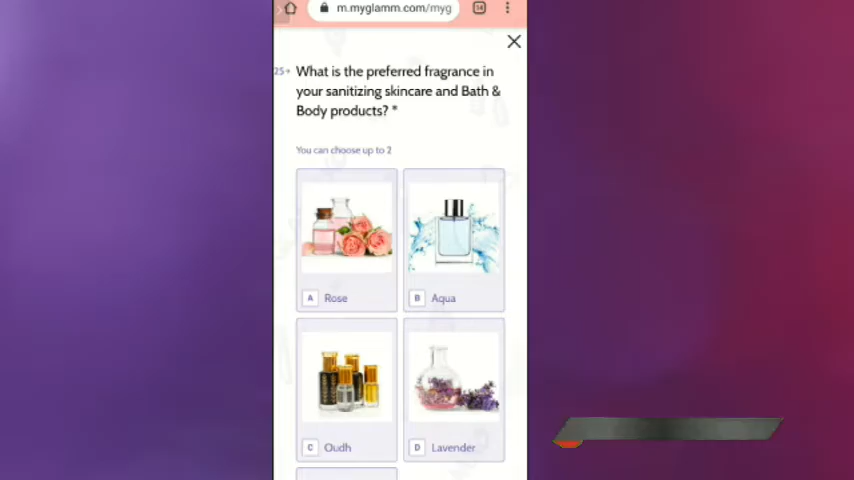 m.myglamm.com/myg
14
25→ What is the preferred fragrance in
your sanitizing skincare and Bath &
Body products? *
You can choose up to 2
A Rose
B Aqua
C Oudh
D Lavender